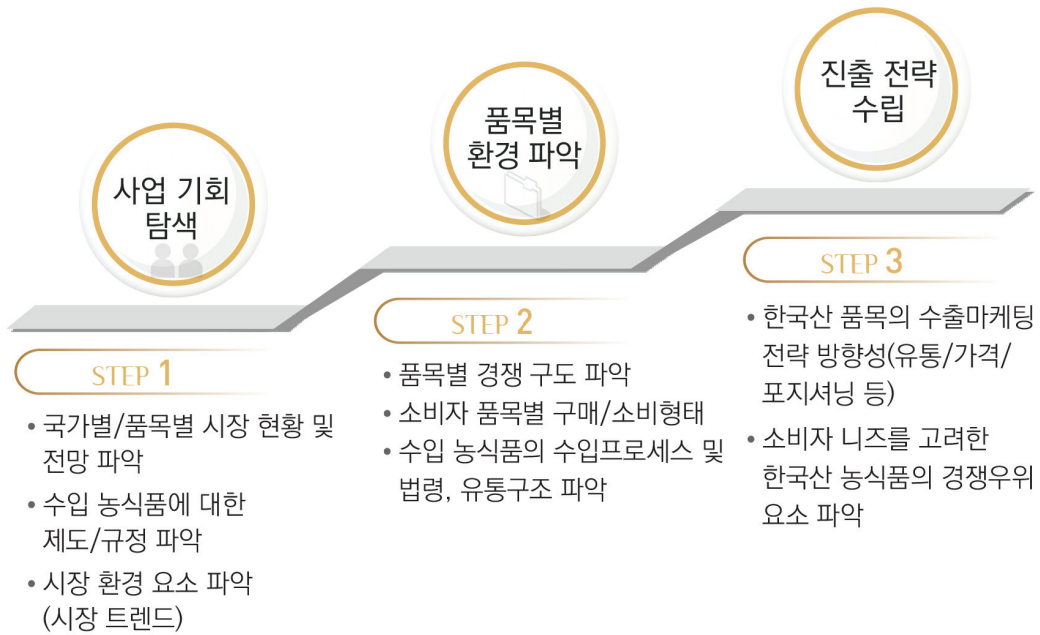 사업 기회
탐색
STEP 1
• 국가별/품목별 시장 현황 및
전망 파악
• 수입 농식품에 대한
제도/규정 파악
• 시장 환경 요소 파악
(시장 트렌드)
품목별
환경 파악
STEP 2
• 품목별 경쟁 구도 파악
• 소비자 품목별 구매/소비형태
• 수입 농식품의 수입프로세스 및
법령, 유통구조 파악
진출 전략
수립
STEP 3
• 한국산 품목의 수출마케팅
전략 방향성(유통/가격/
포지셔닝 등)
• 소비자 니즈를 고려한
한국산 농식품의 경쟁우위
요소 파악